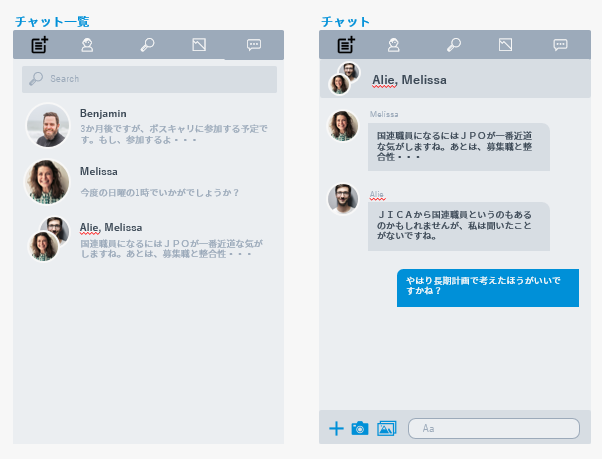 チャット一覧
Search
Benjamin
3か月後ですが、ボスキャリに参加する予定で
す。もし、参加するよ・・・
Melissa
今度の日曜の1時でいかがでしょうか？
Alie, Melissa
国連職員になるにはＪＰＯが一番近道な気が
しますね。あとは、募集職と整合性・・・
チャット
Alie, Melissa
Melissa
国連職員になるにはＪＰＯが一番近道
な気がしますね。あとは、募集職と整
合性・・・
Alie
ＪＩＣＡから国連職員というのもある
のかもしれませんが、私は聞いたこと
がないですね。
やはり長期計画で考えたほうがいいで
すかね？
Aa